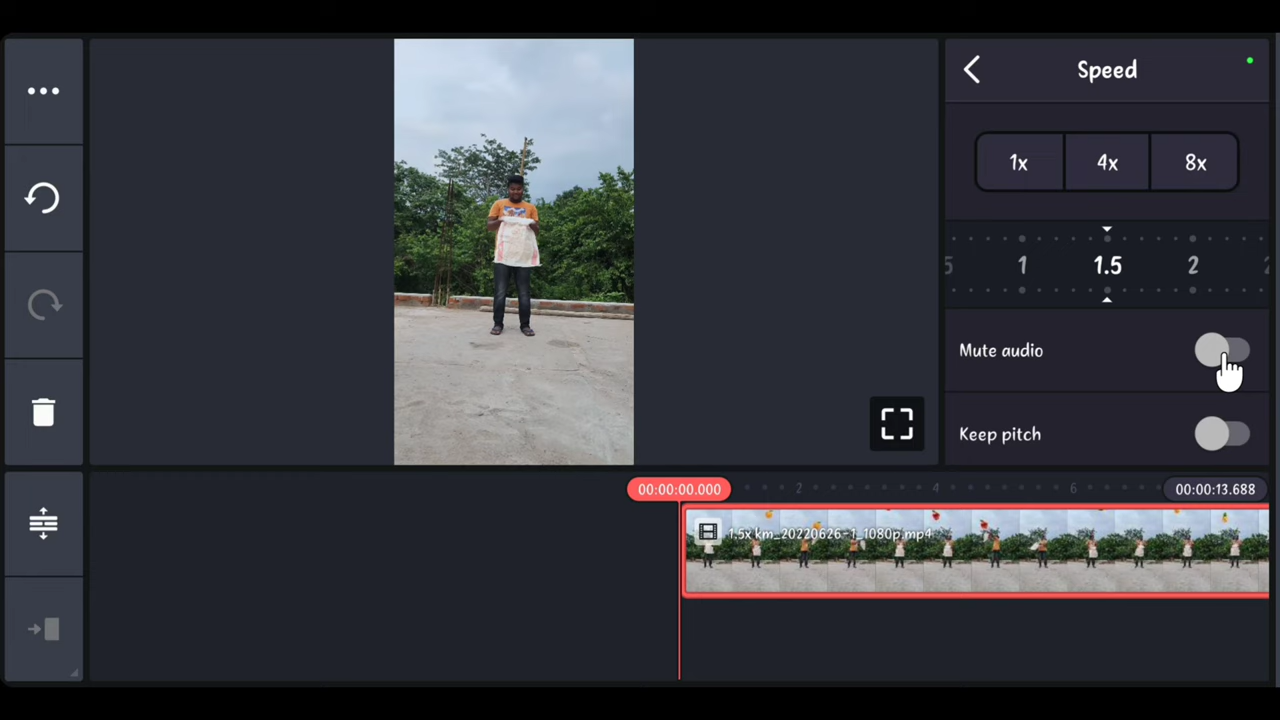 Speed
1x 4x 8x
5 1 1.5 2 2
Mute audio
Keep pitch
00:00:00.000 2 4 6 00:00:13.688
1.5x km_20220626-1_1080p.mp4